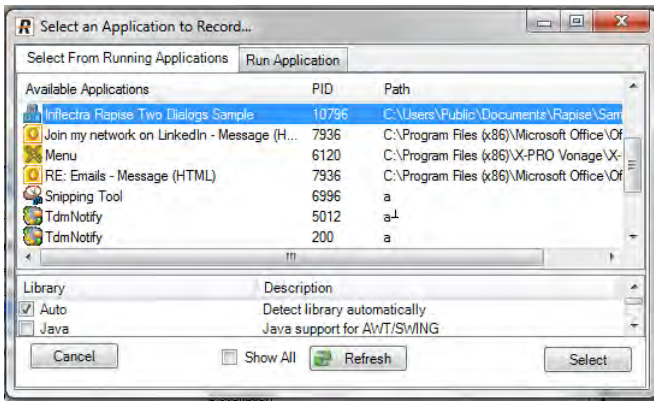 Select an Application to Record...
Select From Running Applications Run Application
Available Applications PID Path
Inflectra Rapise Two Dialogs Sample 10796 C:\Users\Public\Documents\Rapise\Sam
Join my network on LinkedIn - Message (H... 7936 C:\Program Files (x86)\Microsoft Office\Of
Menu 6120 C:\Program Files (x86)\X-PRO Vonage\X-
RE: Emails - Message (HTML) 7936 C:\Program Files (x86)\Microsoft Office\Of
Snipping Tool 6996 a
TdmNotify 5012 a┴
TdmNotify 200 a
Library Description
Auto Detect library automatically
Java Java support for AWT/SWING
Cancel Show All Refresh Select